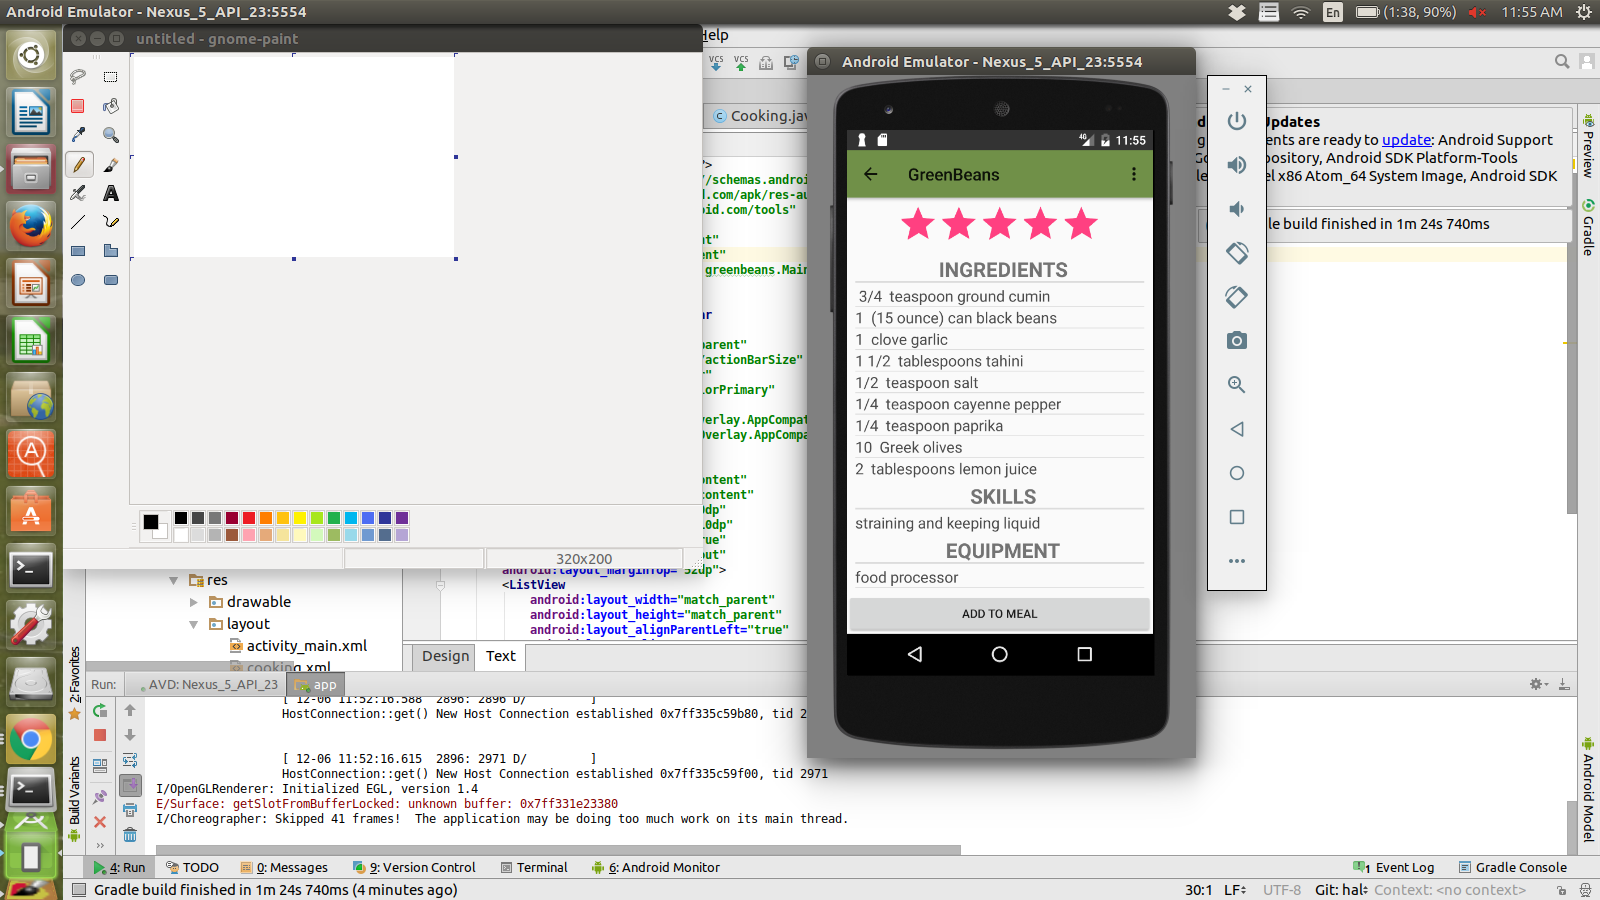 Android Emulator - Nexus_5_API_23:5554
En
(1:38, 90%)
11:55 AM
untitled - gnome-paint
320x200
Help
VCS
VCS
Cooking.jav
?>
//schemas.androi
d.com/apk/res-au
oid.com/tools"
nt"
ent"
greenbeans.Main
ar
parent"
/actionBarSize"
r"
lorPrimary"
verlay.AppCompat
Overlay.AppCompa
ontent"
content"
0dp"
10dp"
rue"
out"
android:layout_marginTop="52dp">
<ListView
android:layout_width="match_parent"
android:layout_height="match_parent"
android:layout_alignParentLeft="true"
Design
Text
Android Emulator - Nexus_5_API_23:5554
4G
11:55
GreenBeans
INGREDIENTS
3/4 teaspoon ground cumin
1 (15 ounce) can black beans
1 clove garlic
1 1/2 tablespoons tahini
1/2 teaspoon salt
1/4 teaspoon cayenne pepper
1/4 teaspoon paprika
10 Greek olives
2 tablespoons lemon juice
SKILLS
straining and keeping liquid
EQUIPMENT
food processor
ADD TO MEAL
Updates
ents are ready to update: Android Support
pository, Android SDK Platform-Tools
el x86 Atom_64 System Image, Android SDK
le build finished in 1m 24s 740ms
Preview
Gradle
Android Model
res
drawable
layout
activity_main.xml
cooking.xml
2: Favorites
Build Variants
Run:
AVD: Nexus_5_API_23
app
[ 12-06 11:52:16.588 2896: 2896 D/ ]
HostConnection::get() New Host Connection established 0x7ff335c59b80, tid 2
[ 12-06 11:52:16.615 2896: 2971 D/ ]
HostConnection::get() New Host Connection established 0x7ff335c59f00, tid 2971
I/OpenGLRenderer: Initialized EGL, version 1.4
E/Surface: getSlotFromBufferLocked: unknown buffer: 0x7ff331e23380
I/Choreographer: Skipped 41 frames! The application may be doing too much work on its main thread.
4: Run
TODO
0: Messages
9: Version Control
Terminal
6: Android Monitor
1 Event Log
Gradle Console
Gradle build finished in 1m 24s 740ms (4 minutes ago)
30:1
LF
UTF-8
Git: hal
Context: <no context>